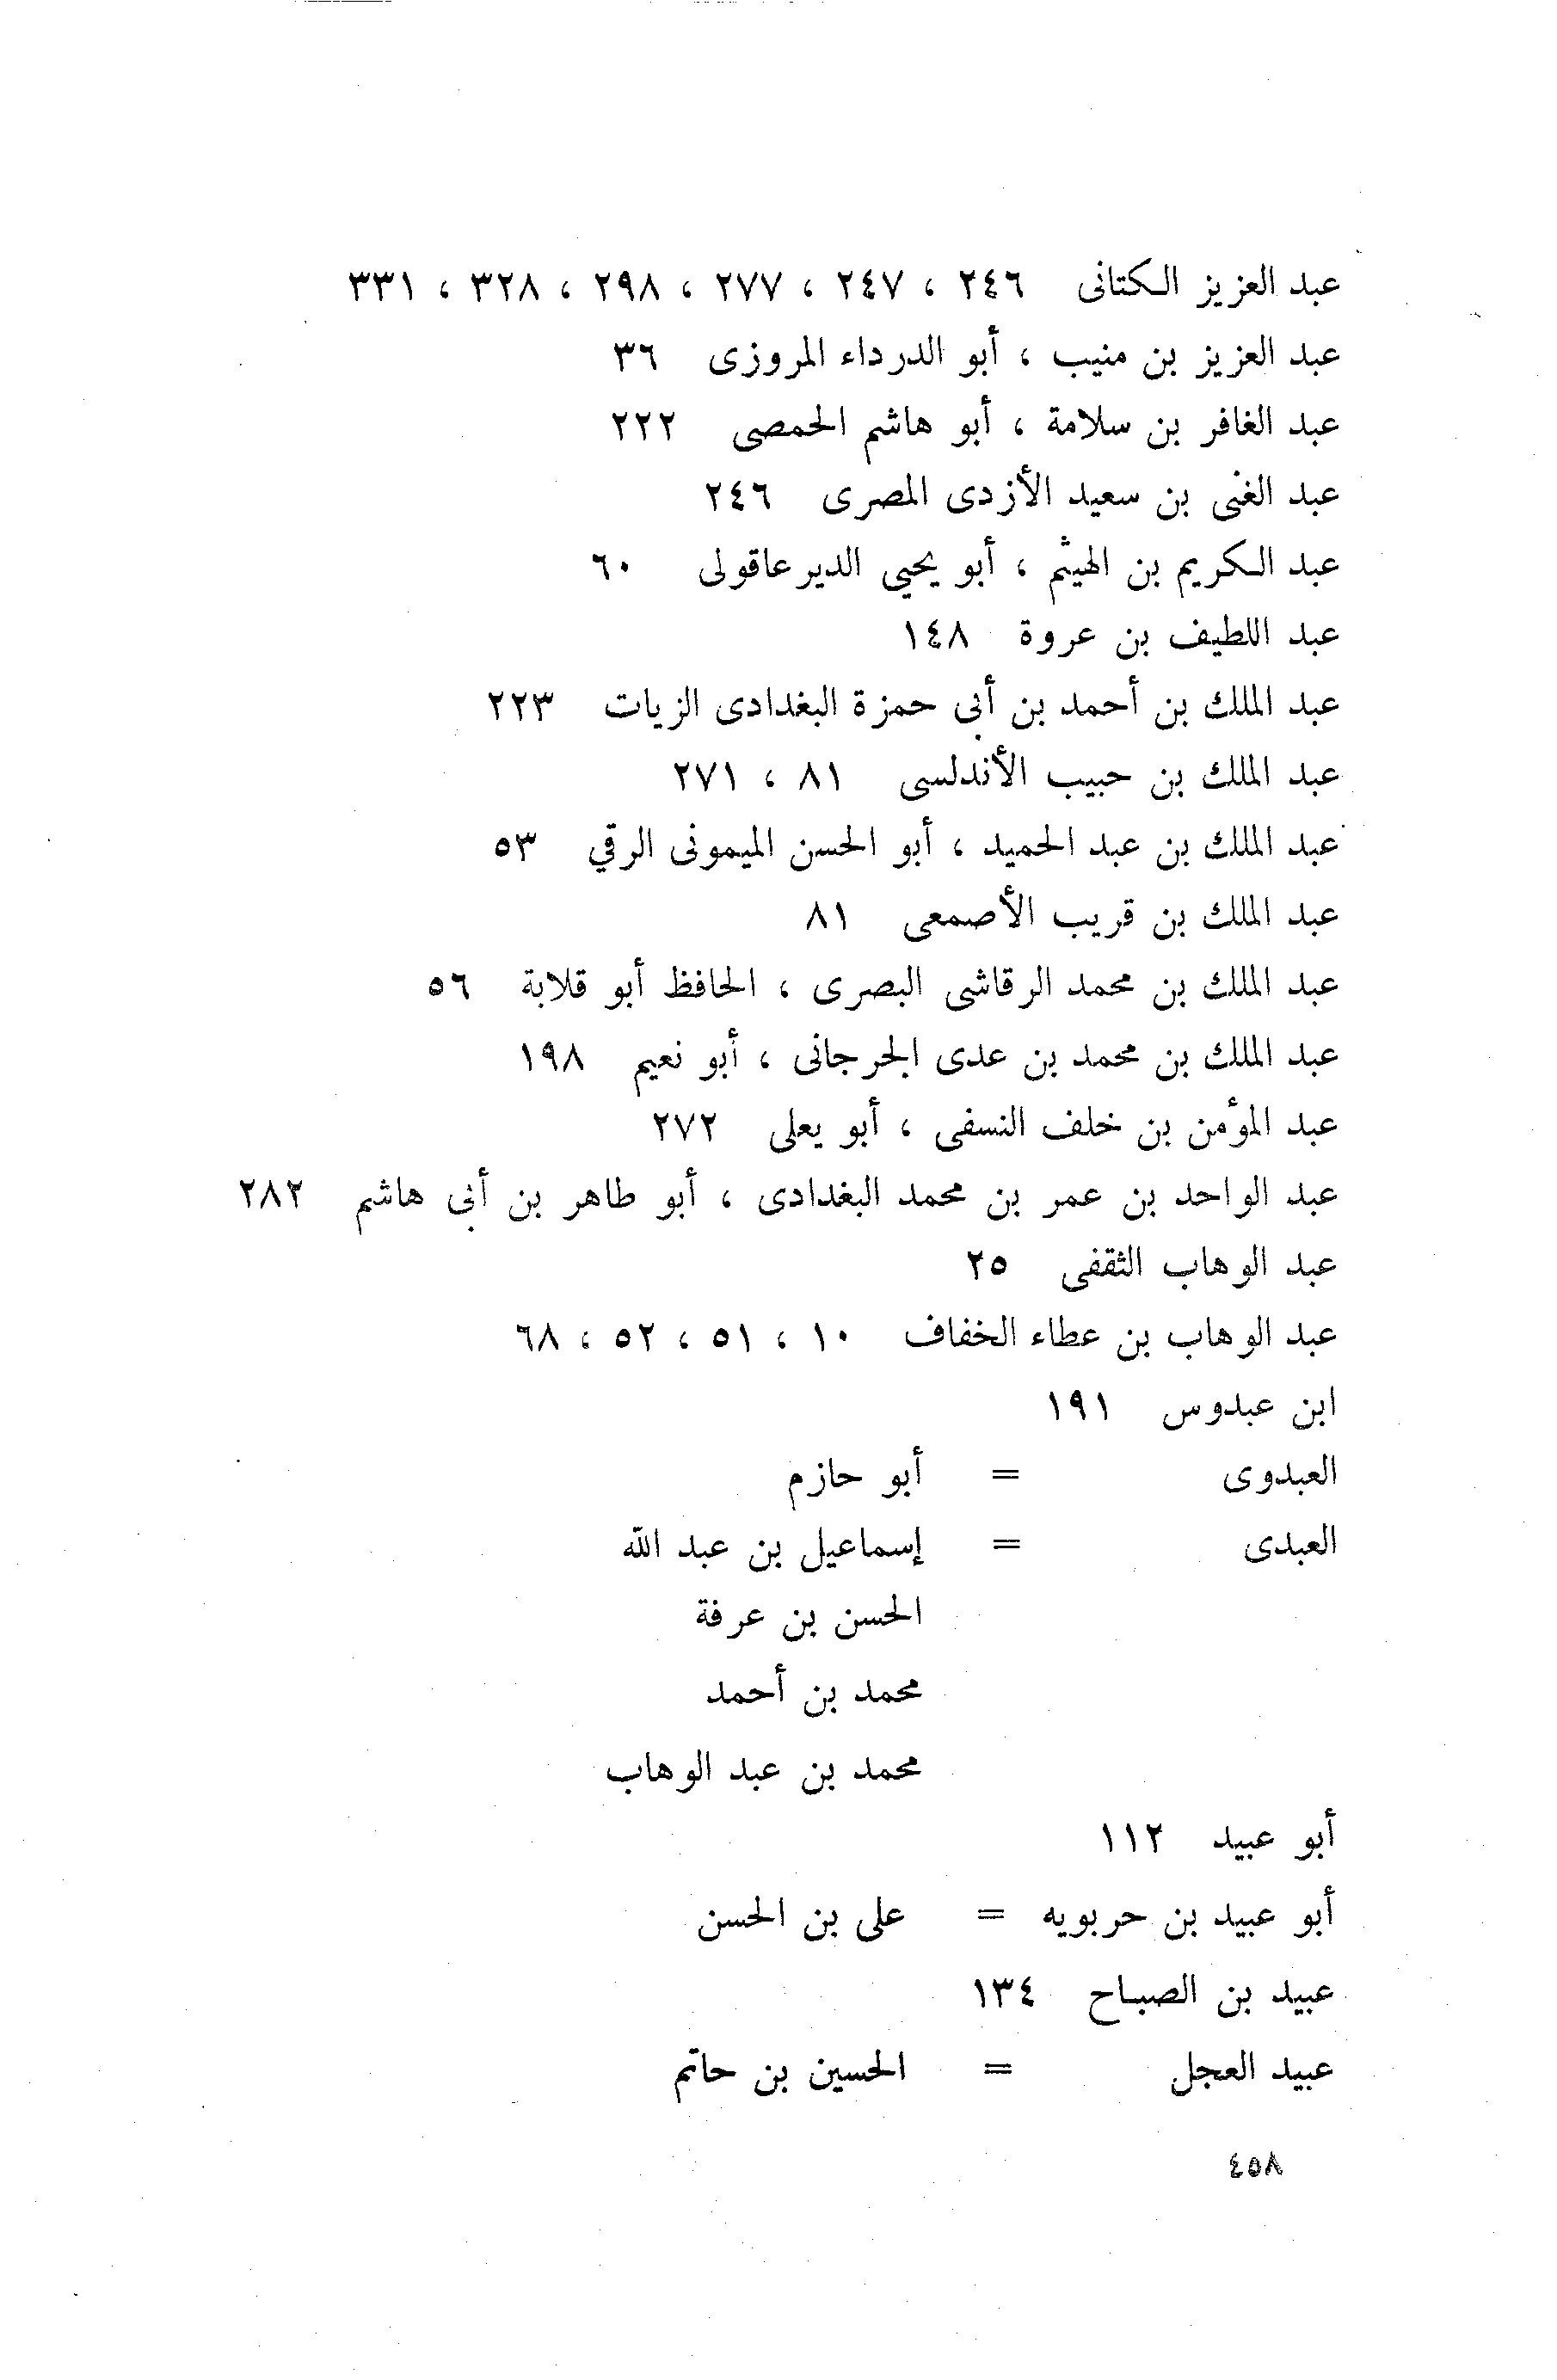 عبد العزيز الكتانى ٢٤٦ ، ٢٤٧ ، ٢٧٧ ، ٢٩٨ ، ٣٢٨ ، ٣٣١
عبد العزيز بن منيب ، أبو الدرداء المروزى ٣٦
عبد الغافر بن سلامة ، أبو هاشم الحمصى ٢٢٢
عبد الغنى بن سعيد الأزدى المصرى ٢٤٦
عبد الكريم بن الهيثم ، أبو يحيى الديرعاقولى ٦٠
عبد اللطيف بن عروة ١٤٨
عبد الملك بن أحمد بن أبى حمزة البغدادى الزيات ٢٢٣
عبد الملك بن حبيب الأندلسى ٨١ ، ٢٧١
عبد الملك بن عبد الحميد ، أبو الحسن الميمونى الرقي ٥٣
عبد الملك بن قريب الأصمعى ٨١
عبد الملك بن محمد الرقاشى البصرى ، الحافظ أبو قلابة ٥٦
عبد الملك بن محمد بن عدى الجرجانى ، أبو نعيم ١٩٨
عبد المؤمن بن خلف النسفى ، أبو يعلى ٢٧٢
عبد الواحد بن عمر بن محمد البغدادى ، أبو طاهر بن أبى هاشم ٢٨٢
عبد الوهاب الثقفى ٢٥
عبد الوهاب بن عطاء الخفاف ١٠ ، ٥١ ، ٥٢ ، ٦٨
ابن عبدوس ١٩١
العبدوى = أبو حازم
العبدى = إسماعيل بن عبد الله
الحسن بن عرفة
محمد بن أحمد
محمد بن عبد الوهاب
أبو عبيد ١١٢
أبو عبيد بن حربويه = على بن الحسن
عبيد بن الصباح ١٣٤
عبيد العجل = الحسين بن حاتم
٤٥٨